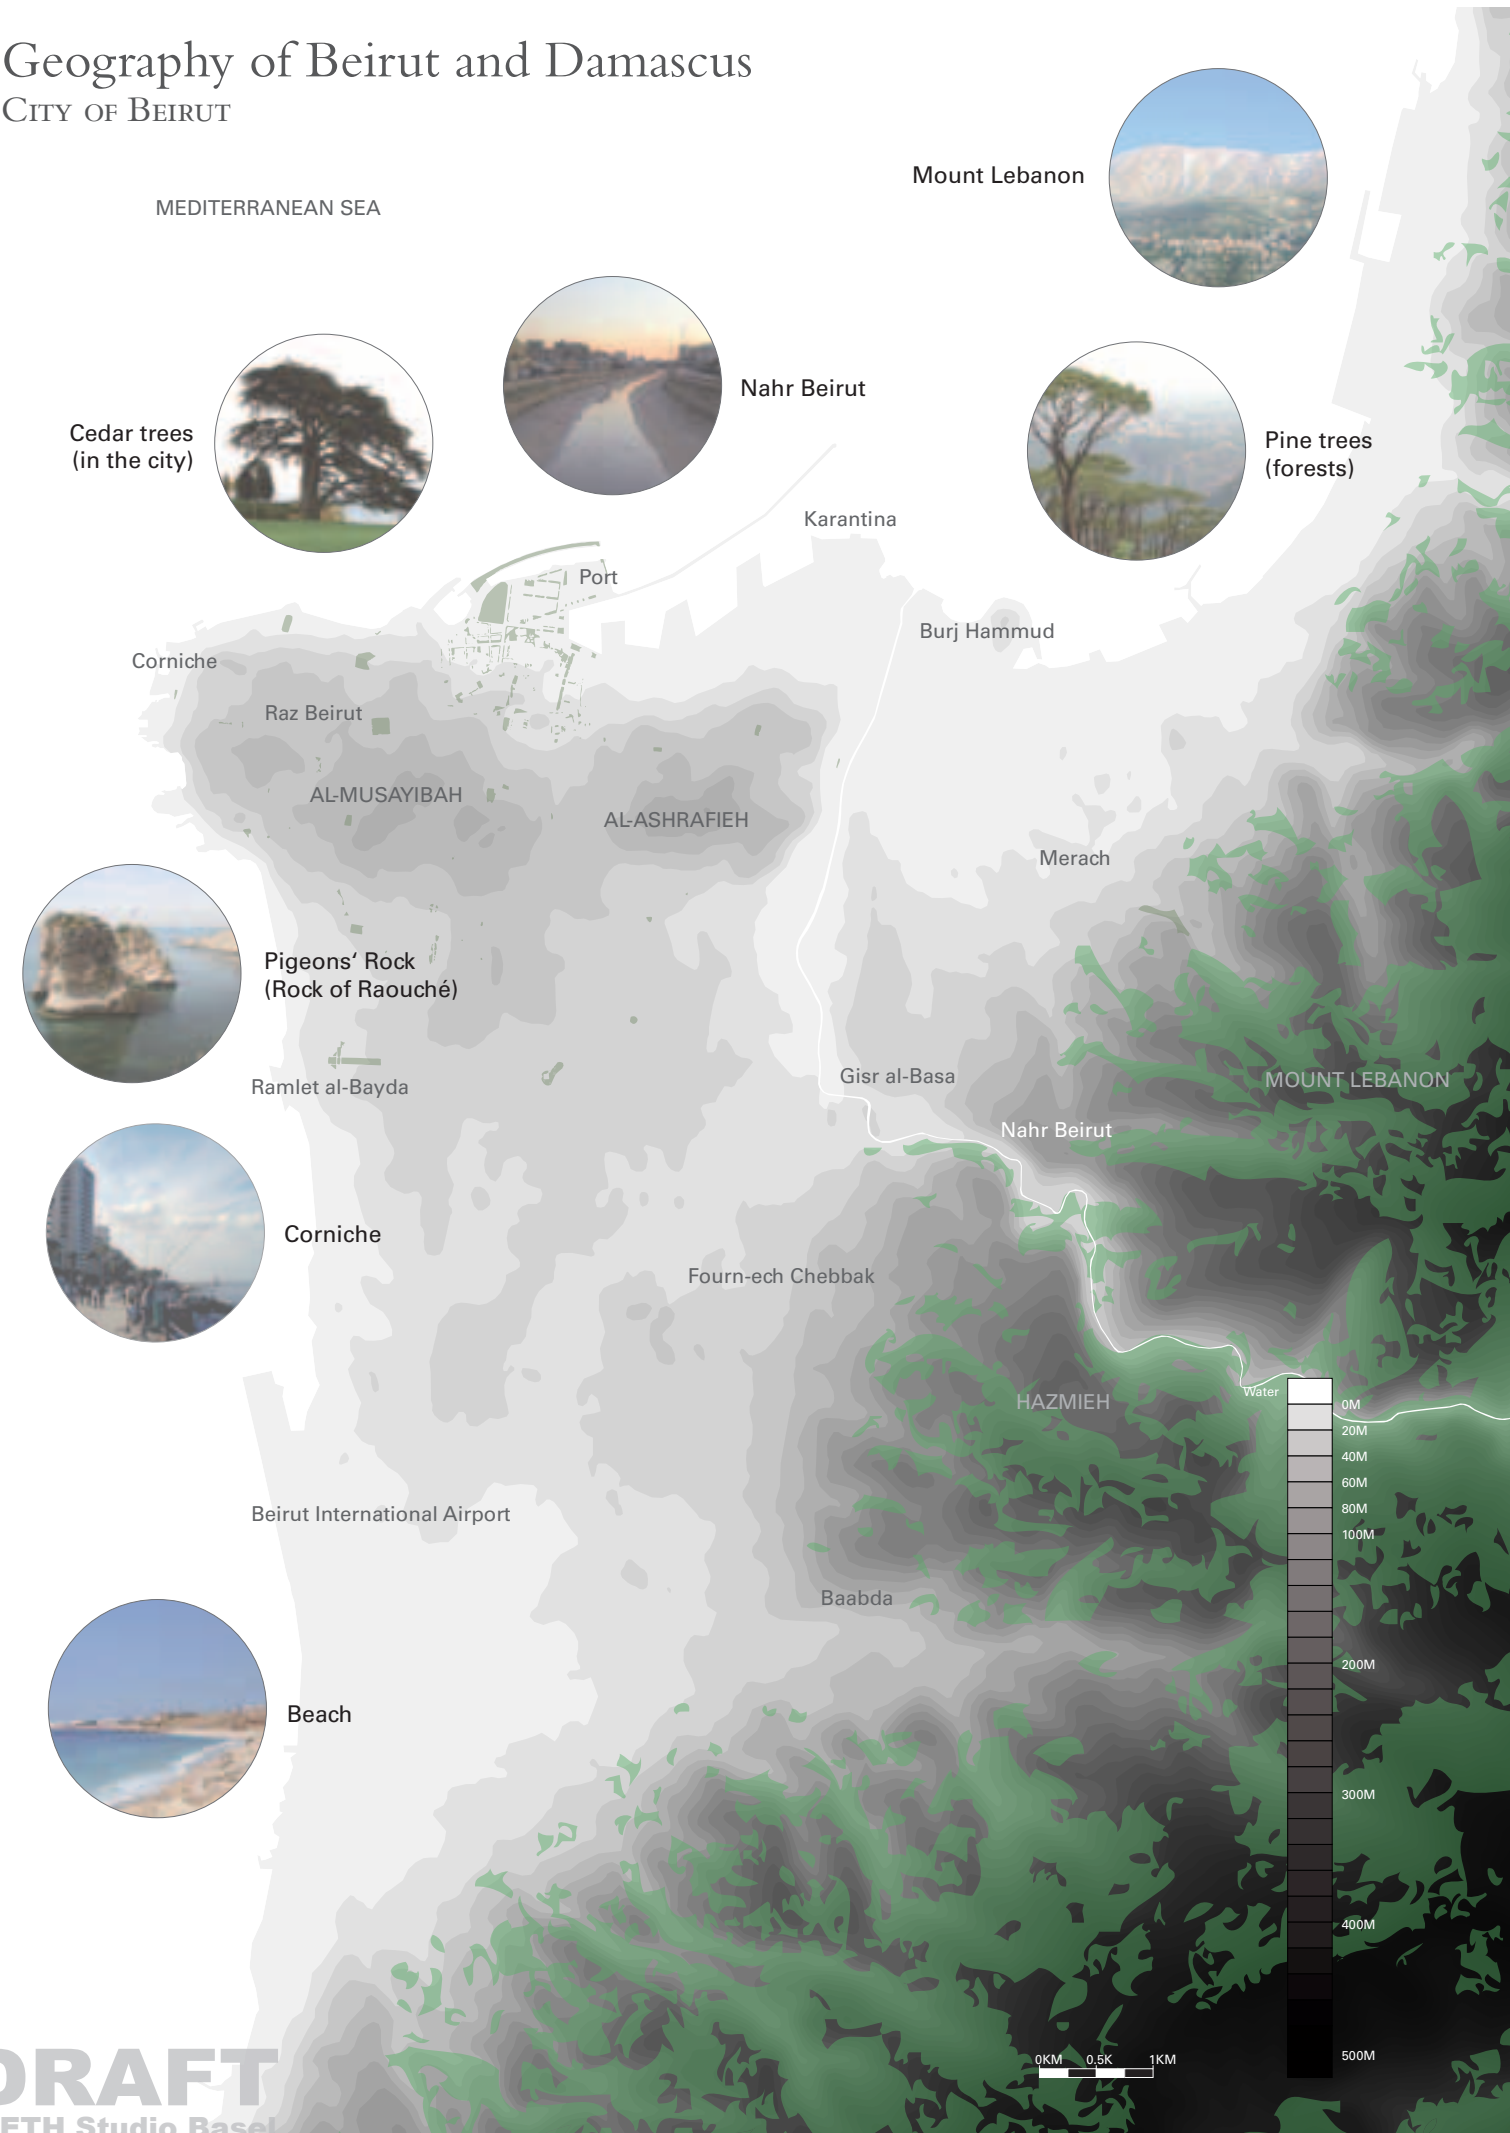 Geography of Beirut and Damascus
CITY OF BEIRUT
Mount Lebanon
MEDITERRANEAN SEA
Nahr Beirut
Cedar trees
(in the city)
Pine trees
(forests)
Karantina
Port
Burj Hammud
Corniche
Raz Beirut
AL-MUSAYIBAH
AL-ASHRAFIEH
Merach
Pigeons‘ Rock
(Rock of Raouché)
Gisr al-Basa
MOUNT LEBANON
Ramlet al-Bayda
Nahr Beirut
Corniche
Fourn-ech Chebbak
HAZMIEH
Water
0M
20M
40M
60M
80M
100M
Beirut International Airport
Baabda
200M
Beach
300M
400M
500M
0KM 0.5K 1KM
DRAFT
ETH Studio Basel